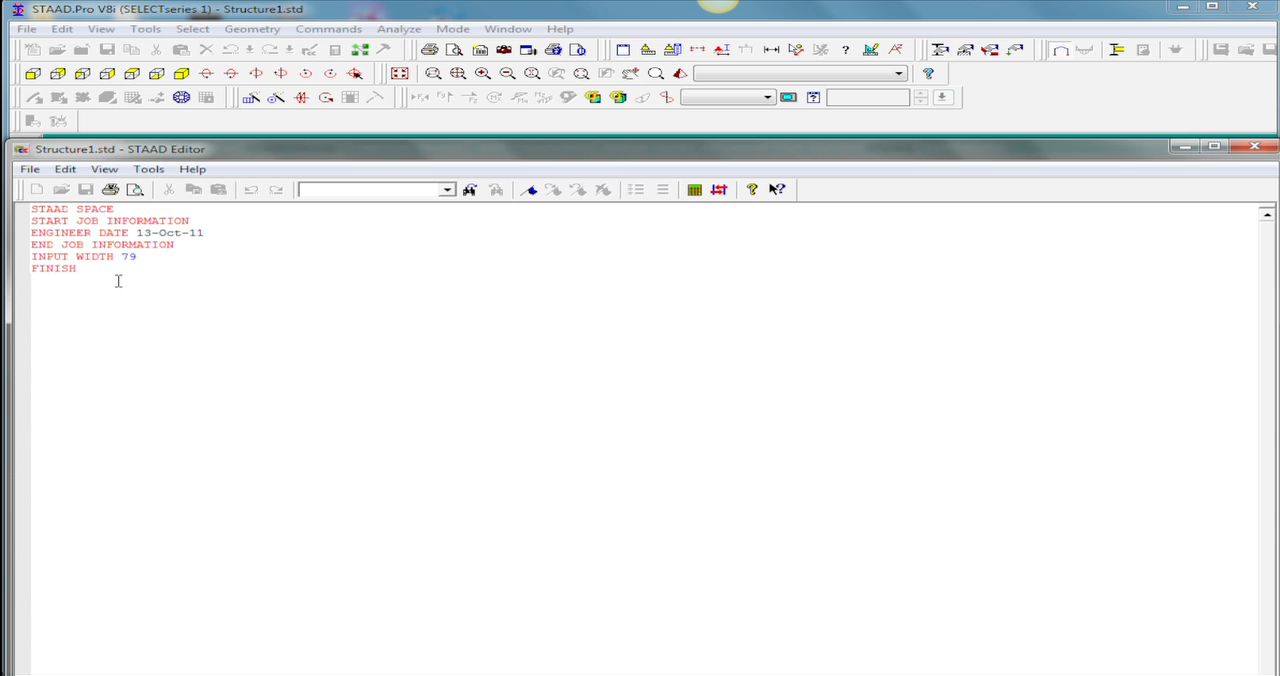 STAAD.Pro V8i (SELECTseries 1) - Structure1.std
File Edit View Tools Select Geometry Commands Analyze Mode Window Help
Structure1.std - STAAD Editor
File Edit View Tools Help
STAAD SPACE
START JOB INFORMATION
ENGINEER DATE 13-Oct-11
END JOB INFORMATION
INPUT WIDTH 79
FINISH